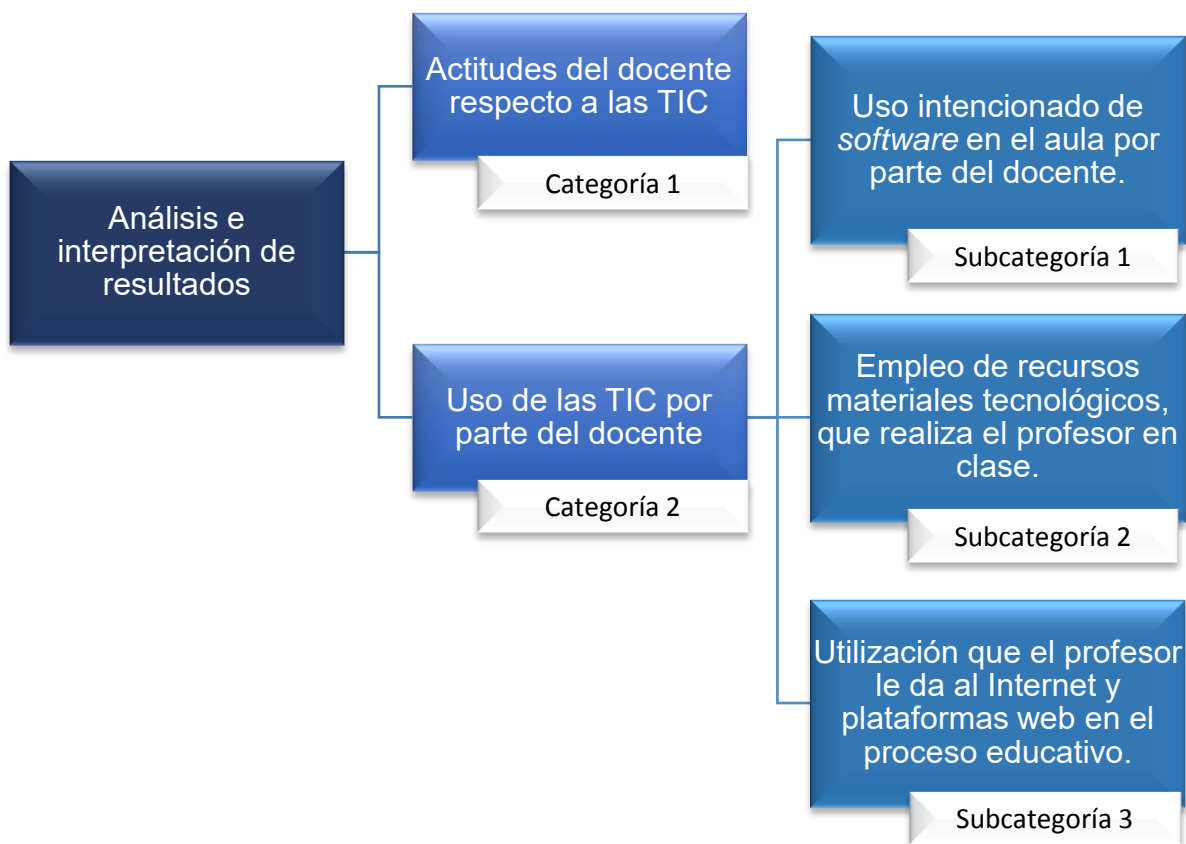 Análisis e
interpretación de
resultados
Actitudes del docente
respecto a las TIC
Categoría 1
Uso de las TIC por
parte del docente
Categoría 2
Uso intencionado de
software en el aula por
parte del docente.
Subcategoría 1
Empleo de recursos
materiales tecnológicos,
que realiza el profesor en
clase.
Subcategoría 2
Utilización que el profesor
le da al Internet y
plataformas web en el
proceso educativo.
Subcategoría 3